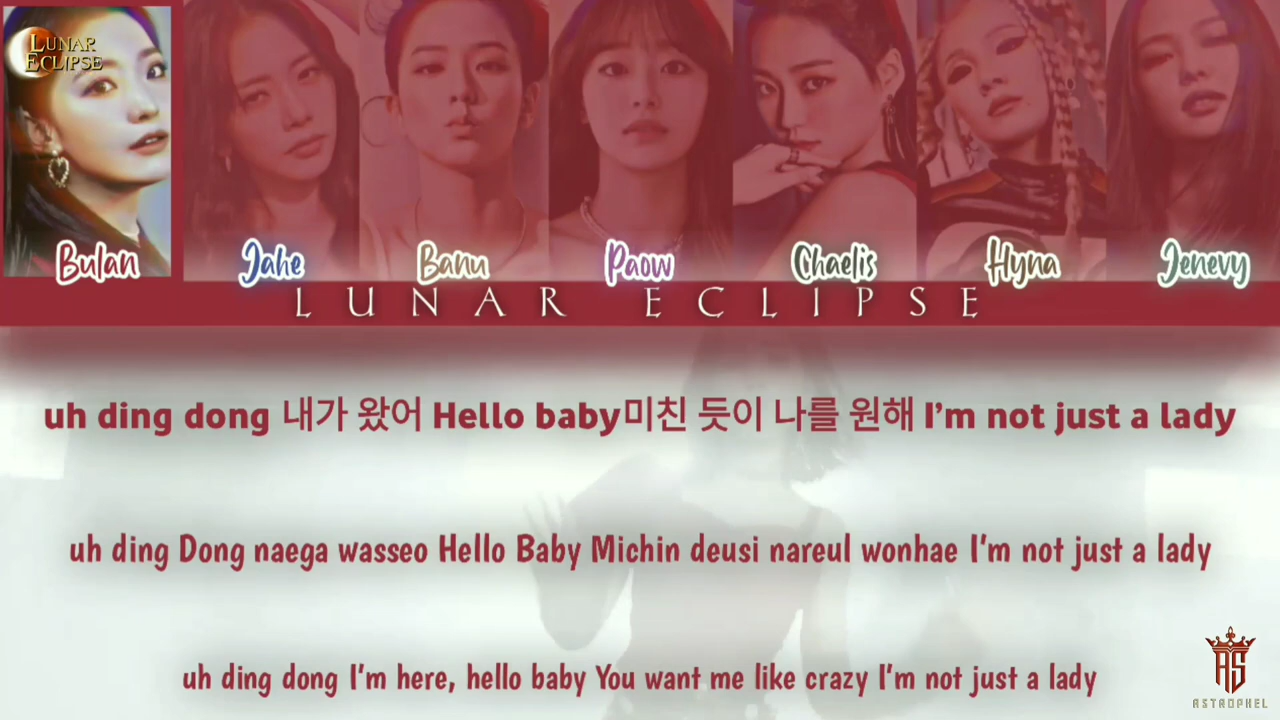 LUNAR
ECLIPSE
Bulan Jahe Banu Paow Chaelis Hyna Jenevy
LUNAR ECLIPSE
uh ding dong 내가 왔어 Hello baby미친 듯이 나를 원해 I'm not just a lady
uh ding Dong naega wasseo Hello Baby Michin deusi nareul wonhae I'm not just a lady
uh ding dong I'm here, hello baby You want me like crazy I'm not just a lady
AS
ASTROPHEL